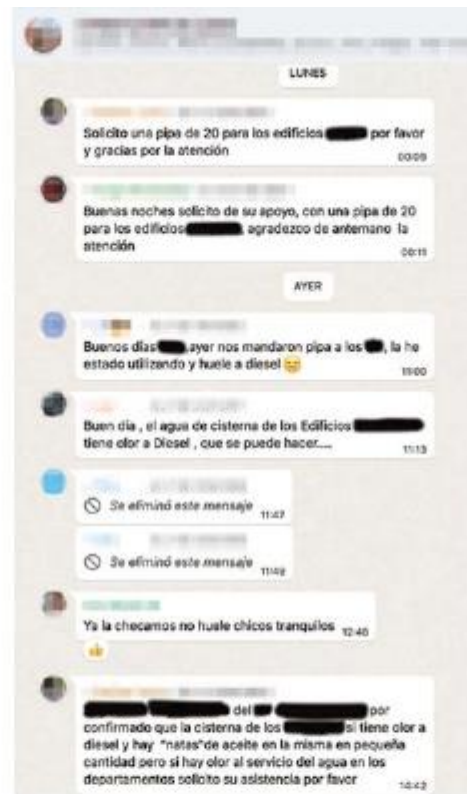 LUNES
Solicito una pipa de 20 para los edificios por favor
y gracias por la atención
00:09
Buenas noches solicito de su apoyo, con una pipa de 20
para los edificios, agradezco de antemano la
atención
00:11
AYER
Buenos días ,ayer nos mandaron pipa a los , la he
estado utilizando y huele a diesel
11:00
Buen día , el agua de cisterna de los Edificios
tiene olor a Diesel , que se puede hacer.....
11:13
Se eliminó este mensaje 11:47
Se eliminó este mensaje 11:49
Ya la checamos no huele chicos tranquilos 12:46
del por
confirmado que la cisterna de los si tiene olor a
diesel y hay "natas"de aceite en la misma en pequeña
cantidad pero si hay olor al servicio del agua en los
departamentos solicito su asistencia por favor
14:42